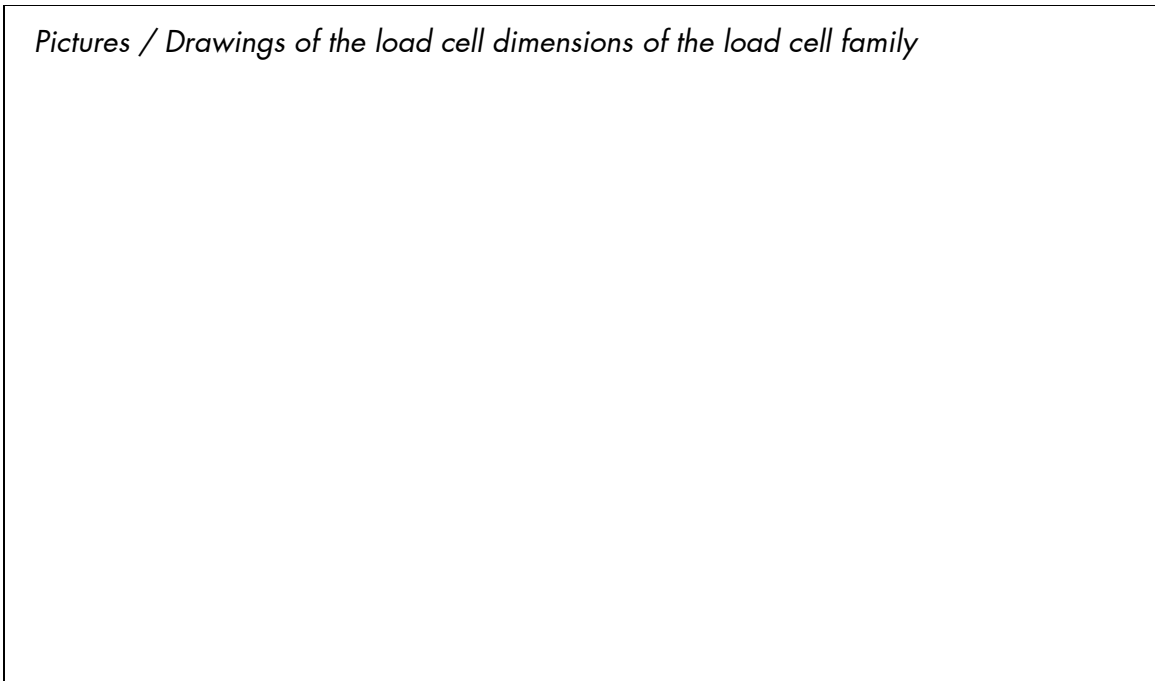 Pictures / Drawings of the load cell dimensions of the load cell family